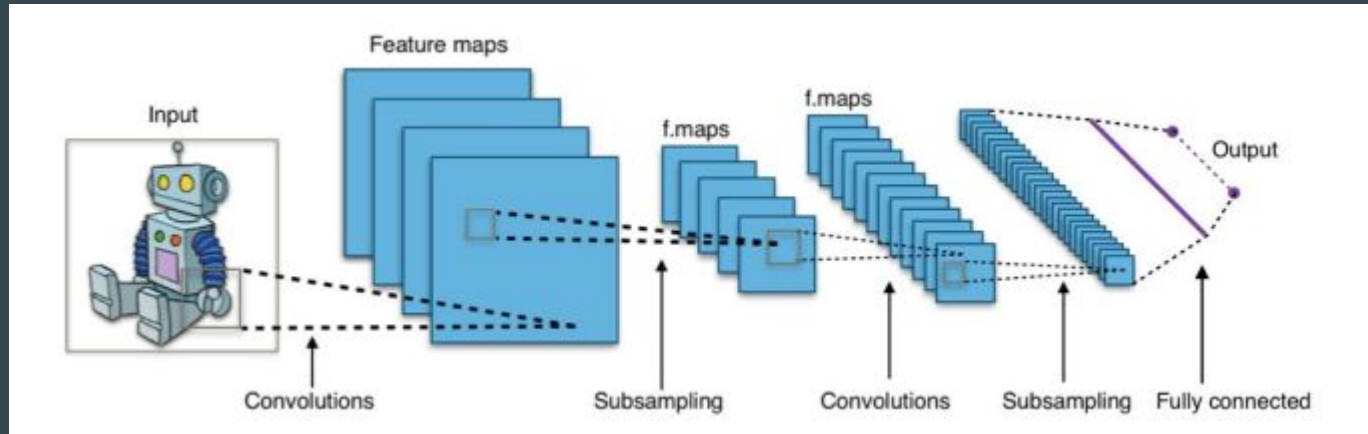 Input
Feature maps
f.maps
f.maps
Output
Convolutions
Subsampling
Convolutions
Subsampling
Fully connected